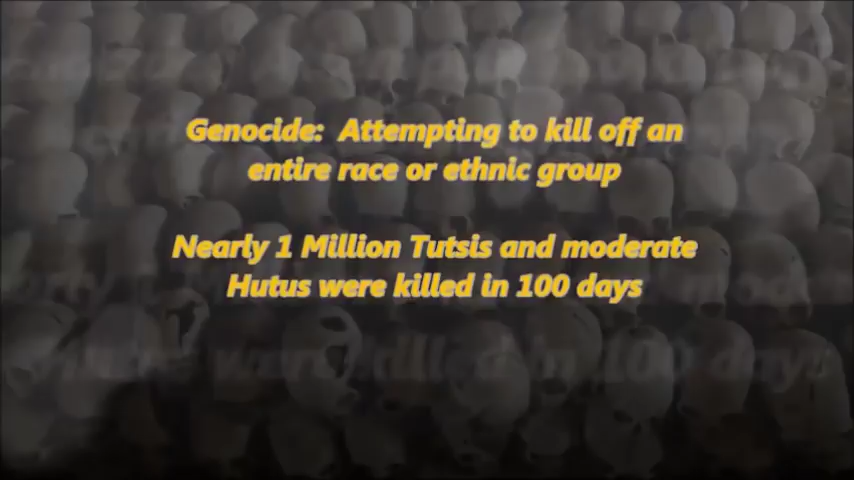 Genocide:  Attempting to kill off an
entire race or ethnic group
Nearly 1 Million Tutsis and moderate
Hutus were killed in 100 days